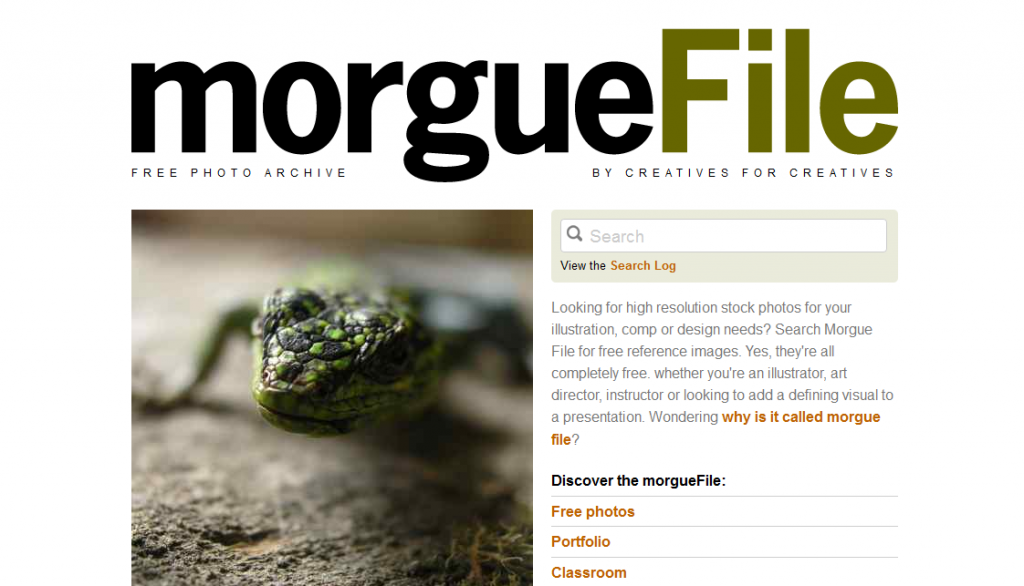 morgueFile
FREE PHOTO ARCHIVE
BY CREATIVES FOR CREATIVES
Search
View the Search Log
Looking for high resolution stock photos for your
illustration, comp or design needs? Search Morgue
File for free reference images. Yes, they're all
completely free. whether you're an illustrator, art
director, instructor or looking to add a defining visual to
a presentation. Wondering why is it called morgue
file?
Discover the morgueFile:
Free photos
Portfolio
Classroom